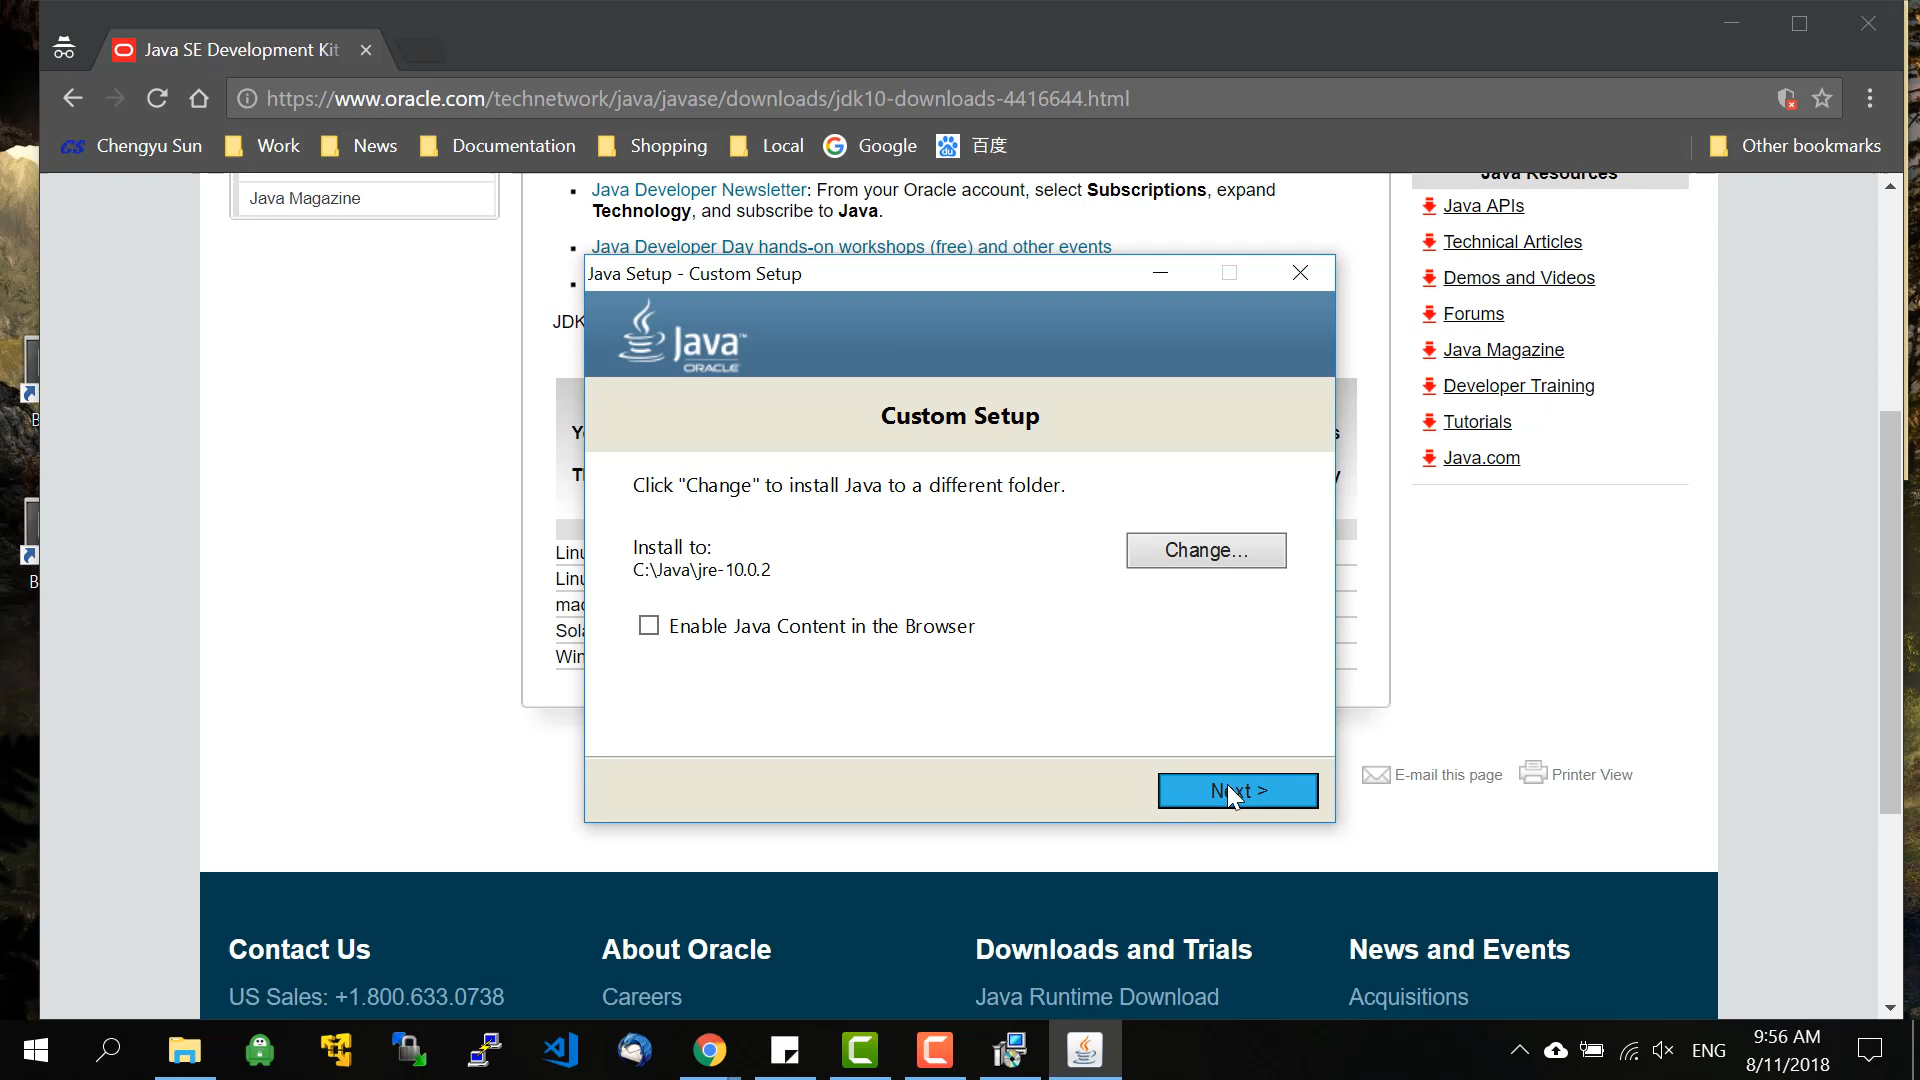 Java SE Development Kit
https://www.oracle.com/technetwork/java/javase/downloads/jdk10-downloads-4416644.html
CS Chengyu Sun Work News Documentation Shopping Local Google 百度 Other bookmarks
Java Magazine
Java Developer Newsletter: From your Oracle account, select Subscriptions, expand
Technology, and subscribe to Java.
Java Developer Day hands-on workshops (free) and other events
JDK
Java Resources
Java APIs
Technical Articles
Demos and Videos
Forums
Java Magazine
Developer Training
Tutorials
Java.com
Java Setup - Custom Setup
Java™
ORACLE
Custom Setup
Click "Change" to install Java to a different folder.
Install to:
C:\Java\jre-10.0.2
Change...
Enable Java Content in the Browser
Next >
E-mail this page Printer View
Contact Us
US Sales: +1.800.633.0738
About Oracle
Careers
Downloads and Trials
Java Runtime Download
News and Events
Acquisitions
ENG
9:56 AM
8/11/2018